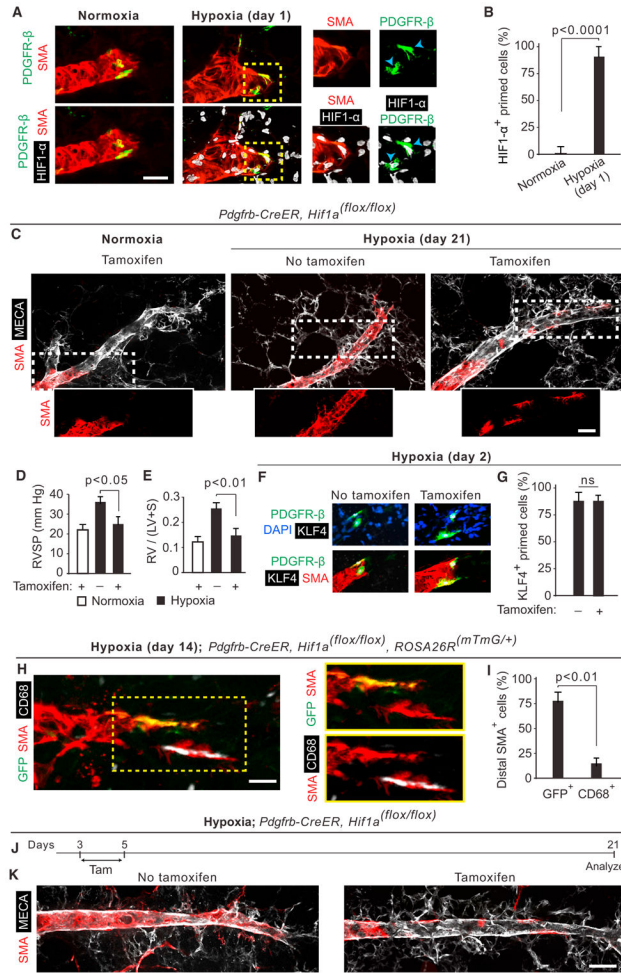 A
Normoxia
Hypoxia (day 1)
PDGFR-β
SMA
SMA
PDGFR-β
PDGFR-β
HIF1-α
SMA
SMA
HIF1-α
HIF1-α
PDGFR-β
B
p<0.0001
HIF1-α+ primed cells (%)
100
75
50
25
0
Normoxia
Hypoxia
(day 1)
Pdgfrb-CreER, Hif1a(flox/flox)
C
Normoxia
Hypoxia (day 21)
Tamoxifen
No tamoxifen
Tamoxifen
SMA MECA
SMA
D
p<0.05
RVSP (mm Hg)
40
30
20
10
0
Tamoxifen: + − +
E
p<0.01
RV / (LV+S)
0.3
0.2
0.1
0
+ − +
Normoxia Hypoxia
Hypoxia (day 2)
F
No tamoxifen
Tamoxifen
PDGFR-β
DAPI KLF4
PDGFR-β
KLF4 SMA
G
ns
KLF4+ primed cells (%)
100
75
50
25
0
Tamoxifen: − +
Hypoxia (day 14); Pdgfrb-CreER, Hif1a(flox/flox), ROSA26R(mTmG/+)
H
GFP SMA CD68
GFP SMA
SMA CD68
I
p<0.01
Distal SMA+ cells (%)
100
75
50
25
0
GFP+ CD68+
Hypoxia; Pdgfrb-CreER, Hif1a(flox/flox)
J
Days 3 5 21
Tam
Analyze
K
No tamoxifen
Tamoxifen
SMA MECA